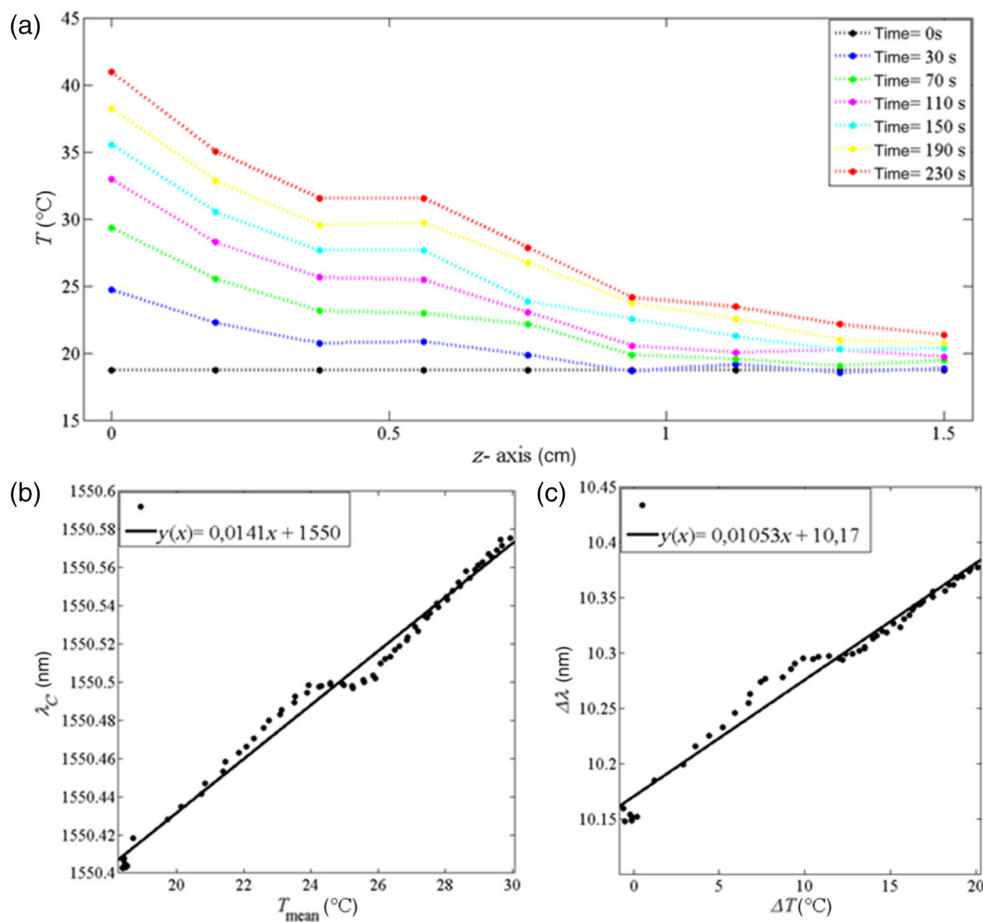 (a)
45
40
35
30
25
20
15
T (°C)
0
0.5
1
1.5
z- axis (cm)
Time= 0s
Time= 30 s
Time= 70 s
Time= 110 s
Time= 150 s
Time= 190 s
Time= 230 s
(b)
1550.6
1550.58
1550.56
1550.54
1550.52
1550.5
1550.48
1550.46
1550.44
1550.42
1550.4
λC (nm)
y(x)= 0,0141x + 1550
20
22
24
26
28
30
Tmean (°C)
(c)
10.45
10.4
10.35
10.3
10.25
10.2
10.15
Δλ (nm)
y(x)= 0,01053x + 10,17
0
5
10
15
20
ΔT(°C)